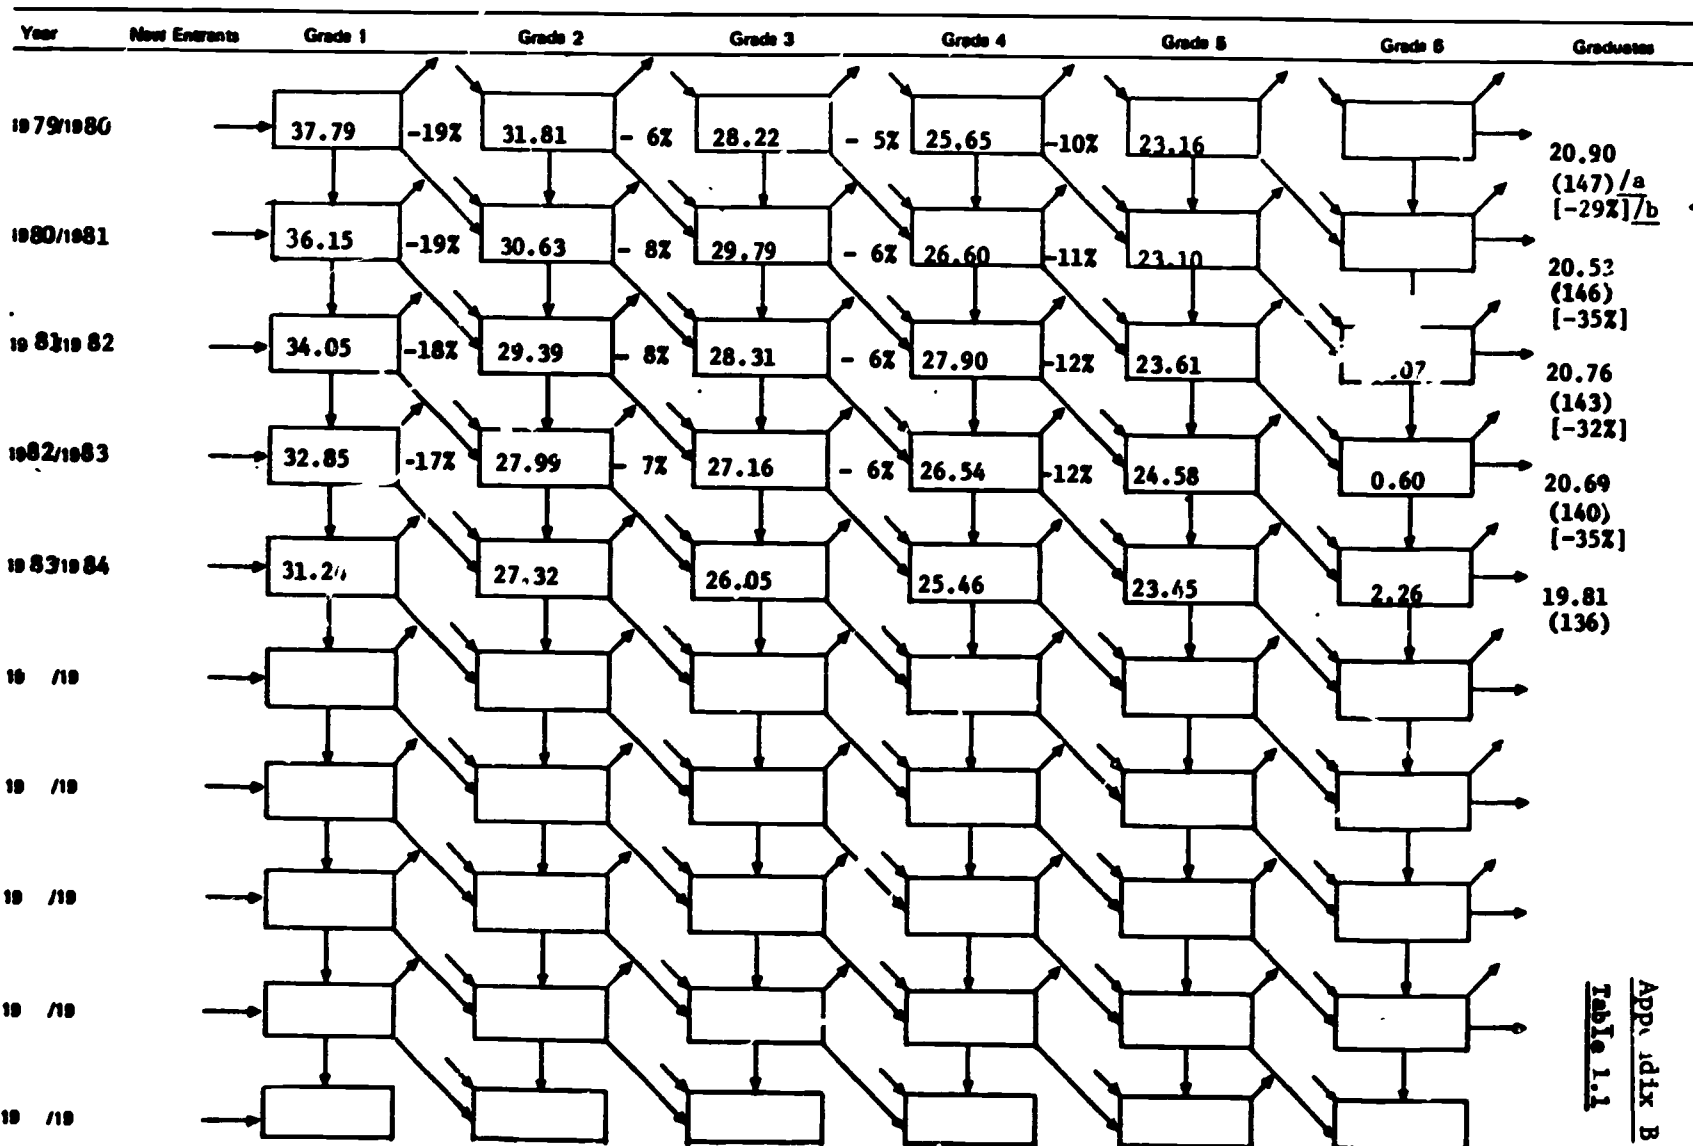 Year New Entrants Grade 1 Grade 2 Grade 3 Grade 4 Grade 5 Grade 6 Graduates
1979/1980 37.79 -19% 31.81 - 6% 28.22 - 5% 25.65 -10% 23.16
20.90
(147)/a
[-29%]/b
1980/1981 36.15 -19% 30.63 - 8% 29.79 - 6% 26.60 -11% 23.10
20.53
(146)
[-35%]
1981/1982 34.05 -18% 29.39 - 8% 28.31 - 6% 27.90 -12% 23.61 .07
20.76
(143)
[-32%]
1982/1983 32.85 -17% 27.99 - 7% 27.16 - 6% 26.54 -12% 24.58 0.60
20.69
(140)
[-35%]
1983/1984 27.32 26.05 25.46 23.45 2.26
19.81
(136)
19 /19
19 /19
19 /19
19 /19
19 /19
Appendix B
Table 1.1